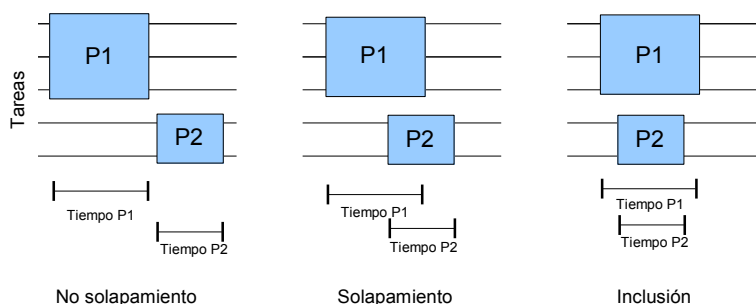 Tareas
P1
P2
Tiempo P1
Tiempo P2
No solapamiento
P1
P2
Tiempo P1
Tiempo P2
Solapamiento
P1
P2
Tiempo P1
Tiempo P2
Inclusión